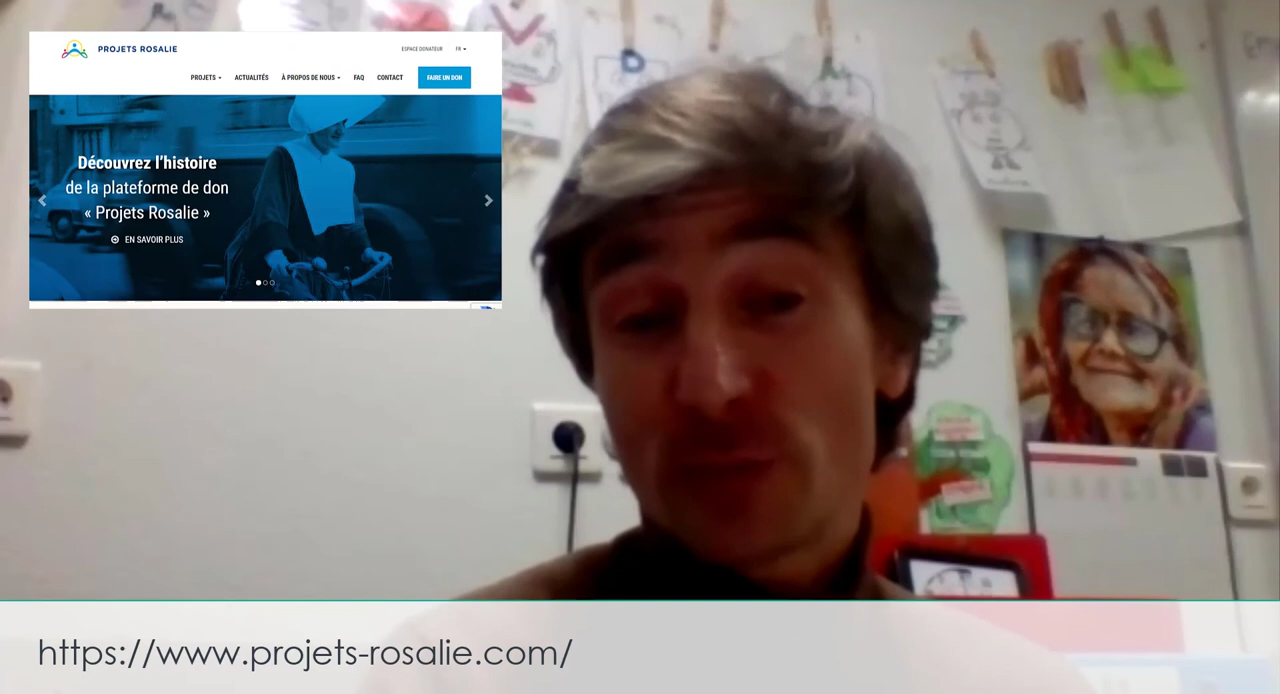 PROJETS ROSALIE
ESPACE DONATEUR FR
PROJETS ACTUALITÉS À PROPOS DE NOUS FAQ CONTACT FAIRE UN DON
Découvrez l'histoire
de la plateforme de don
« Projets Rosalie »
EN SAVOIR PLUS
https://www.projets-rosalie.com/